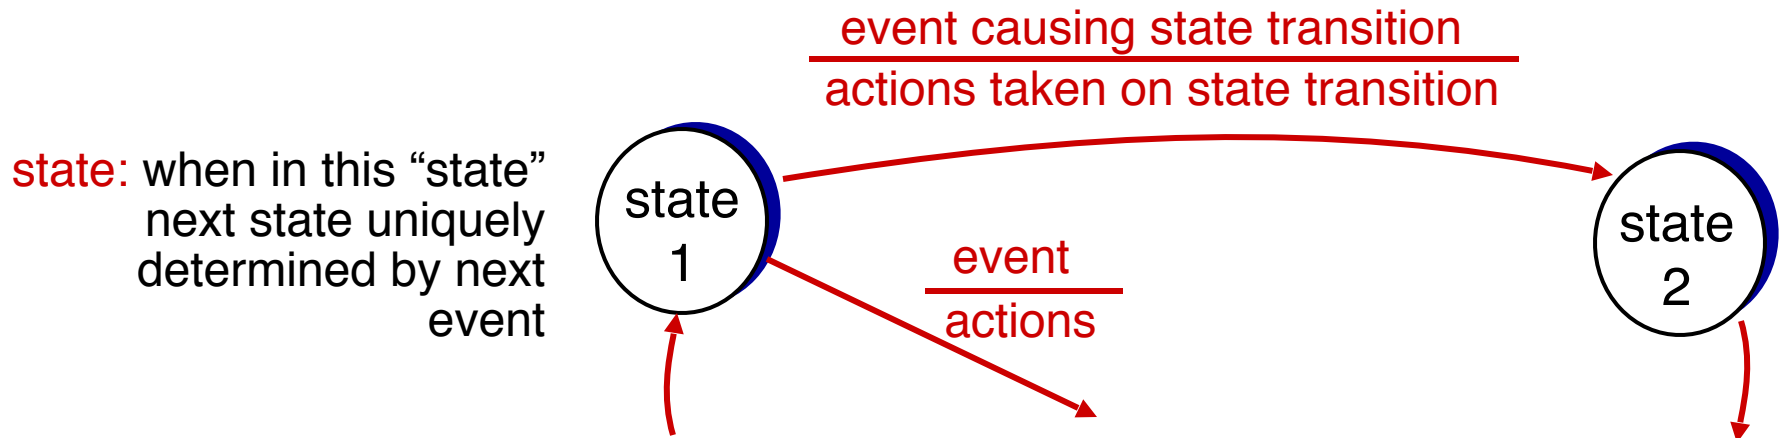 event causing state transition
actions taken on state transition
state: when in this “state”
next state uniquely
determined by next
event
state
1
event
actions
state
2